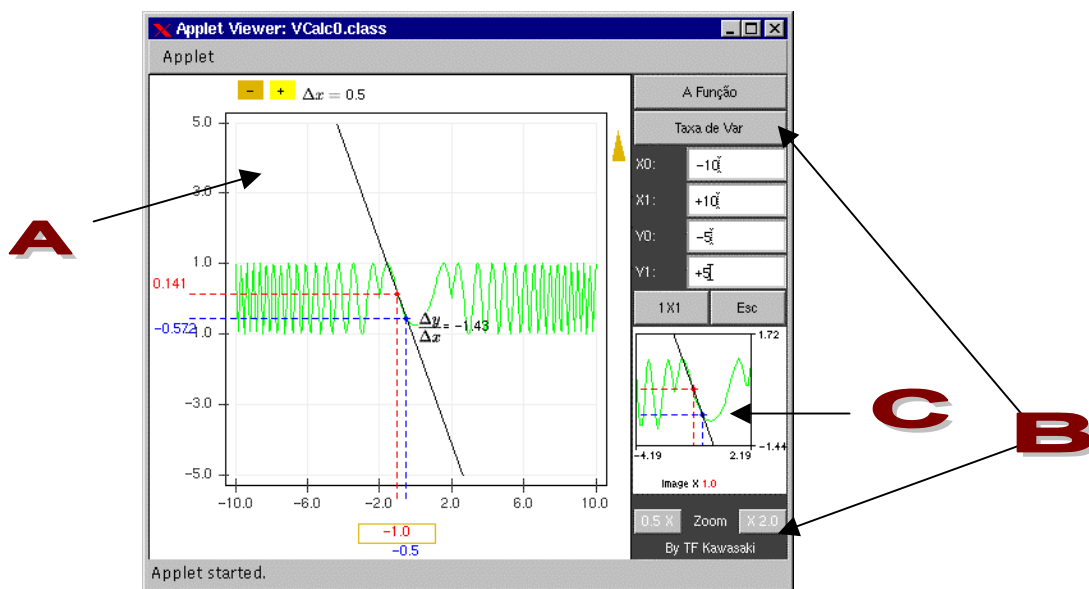 Applet Viewer: VCalc0.class
Applet
− + Δx = 0.5
5.0
3.0
1.0
0.141
−0.572
−1.0
−3.0
−5.0
−10.0 −6.0 −2.0 2.0 6.0 10.0
Δy/Δx = −1.43
−1.0
−0.5
A Função
Taxa de Var
X0: −10
X1: +10
Y0: −5
Y1: +5
1X1 Esc
1.72
−1.44
−4.19 2.19
Image X 1.0
0.5 X Zoom X 2.0
By TF Kawasaki
Applet started.
A
B
C